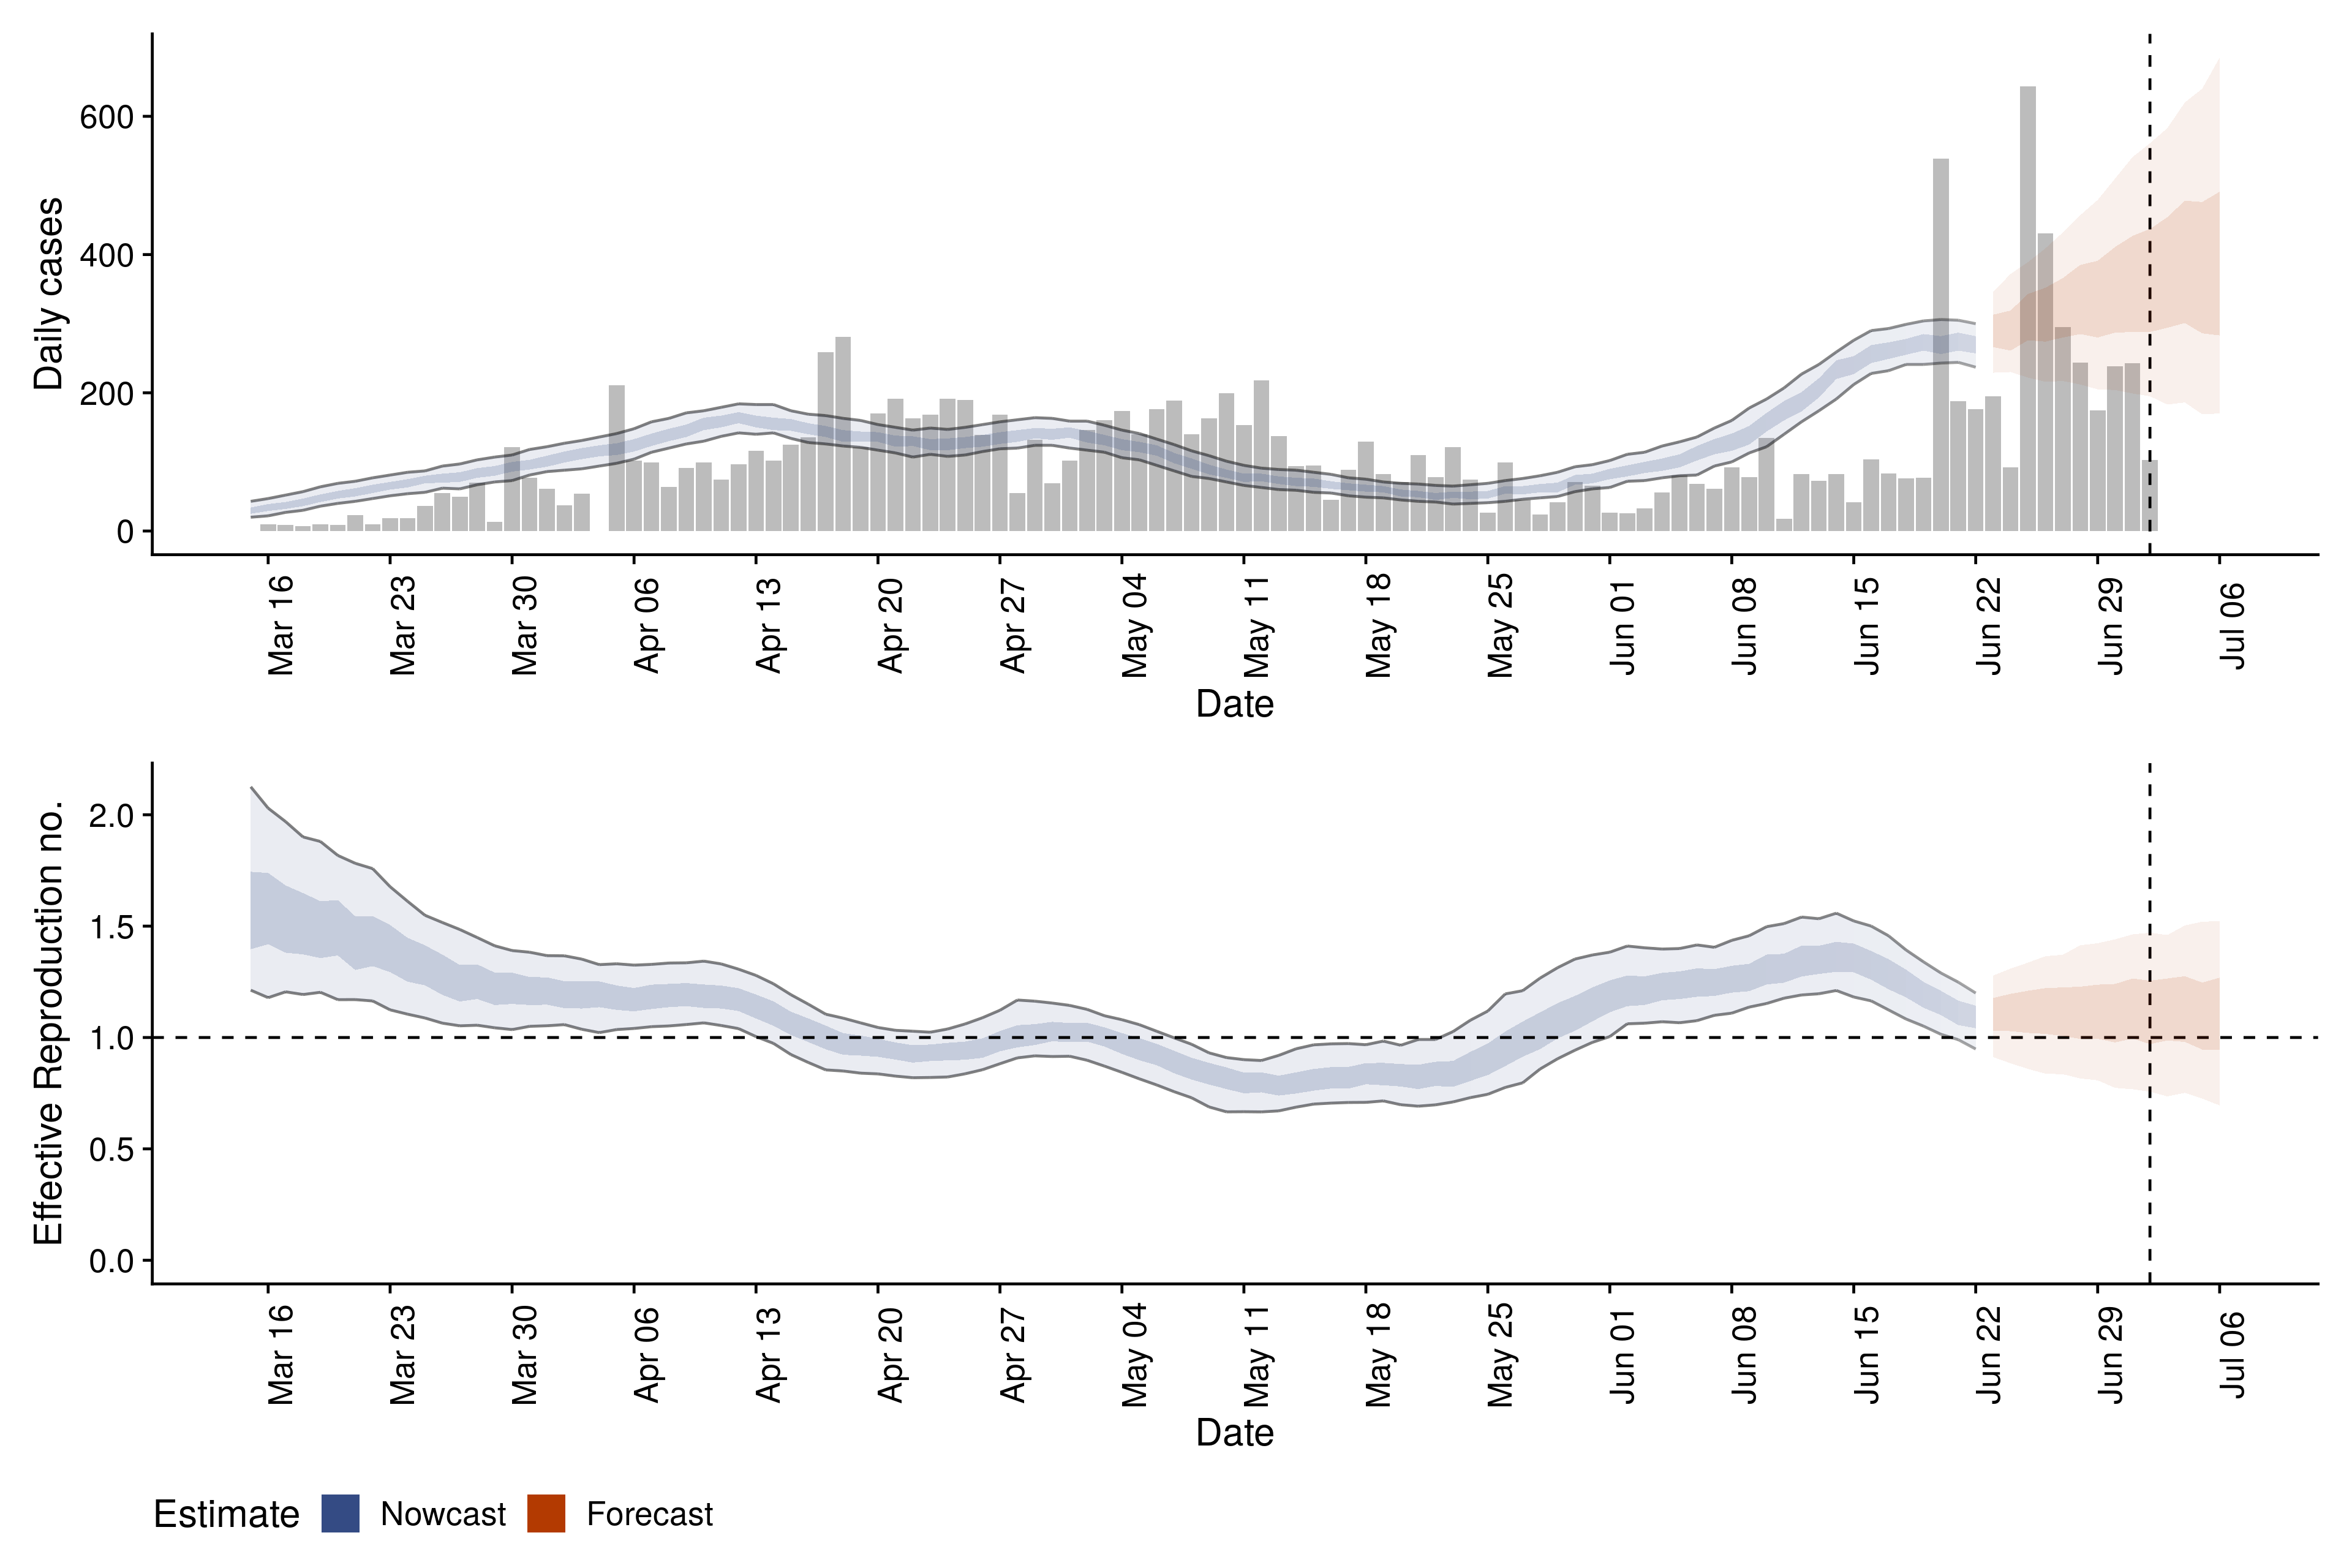 Daily cases
600
400
200
0
Mar 16
Mar 23
Mar 30
Apr 06
Apr 13
Apr 20
Apr 27
May 04
May 11
May 18
May 25
Jun 01
Jun 08
Jun 15
Jun 22
Jun 29
Jul 06
Date
Effective Reproduction no.
2.0
1.5
1.0
0.5
0.0
Mar 16
Mar 23
Mar 30
Apr 06
Apr 13
Apr 20
Apr 27
May 04
May 11
May 18
May 25
Jun 01
Jun 08
Jun 15
Jun 22
Jun 29
Jul 06
Date
Estimate Nowcast Forecast